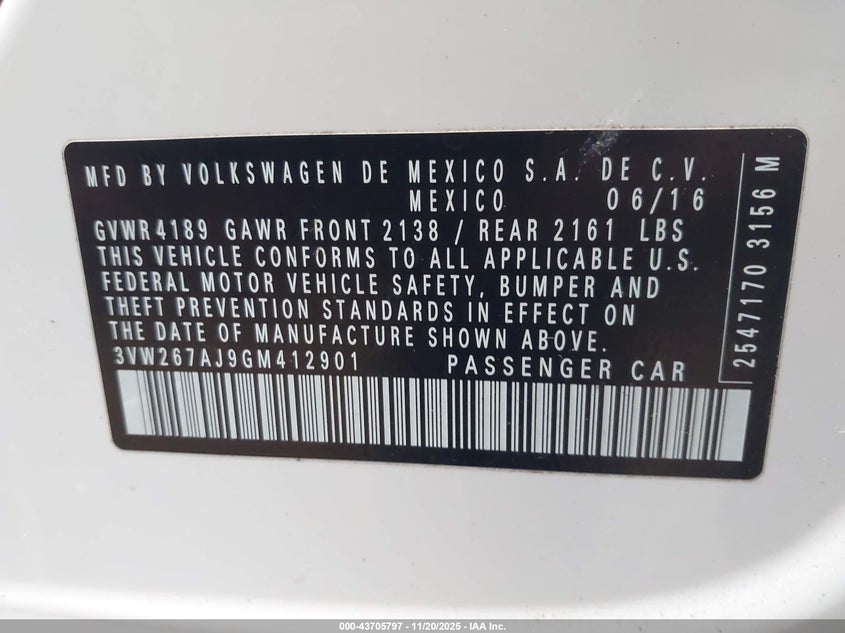 MFD BY VOLKSWAGEN DE MEXICO S.A. DE C.V.
MEXICO 06/16
GVWR 4189 GAWR FRONT 2138 / REAR 2161 LBS
THIS VEHICLE CONFORMS TO ALL APPLICABLE U.S.
FEDERAL MOTOR VEHICLE SAFETY, BUMPER AND
THEFT PREVENTION STANDARDS IN EFFECT ON
THE DATE OF MANUFACTURE SHOWN ABOVE.
3VW267AJ9GM412901 PASSENGER CAR
2547170 3156 M
000-43705797 - 11/20/2025 - IAA Inc.